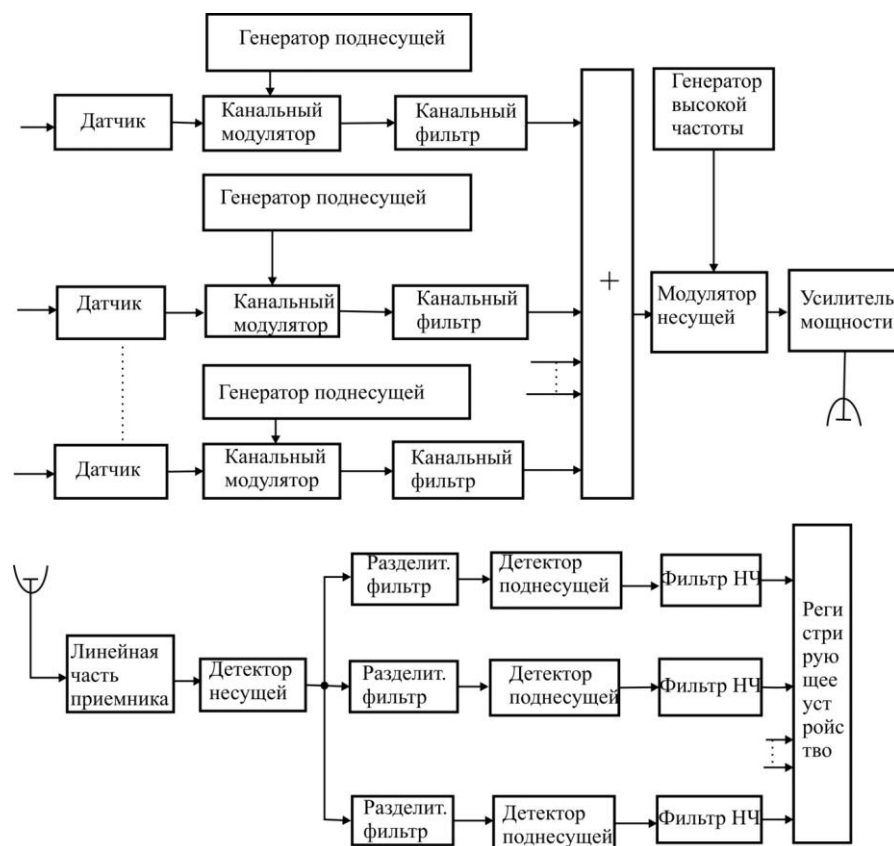 Генератор поднесущей
Датчик
Канальный
модулятор
Канальный
фильтр
Генератор
высокой
частоты
Генератор поднесущей
Датчик
Канальный
модулятор
Канальный
фильтр
+
Модулятор
несущей
Усилитель
мощности
Генератор поднесущей
Датчик
Канальный
модулятор
Канальный
фильтр
Разделит.
фильтр
Детектор
поднесущей
Фильтр НЧ
Линейная
часть
приемника
Детектор
несущей
Разделит.
фильтр
Детектор
поднесущей
Фильтр НЧ
Разделит.
фильтр
Детектор
поднесущей
Фильтр НЧ
Реги
стри
рую
щее
уст
ройс
тво